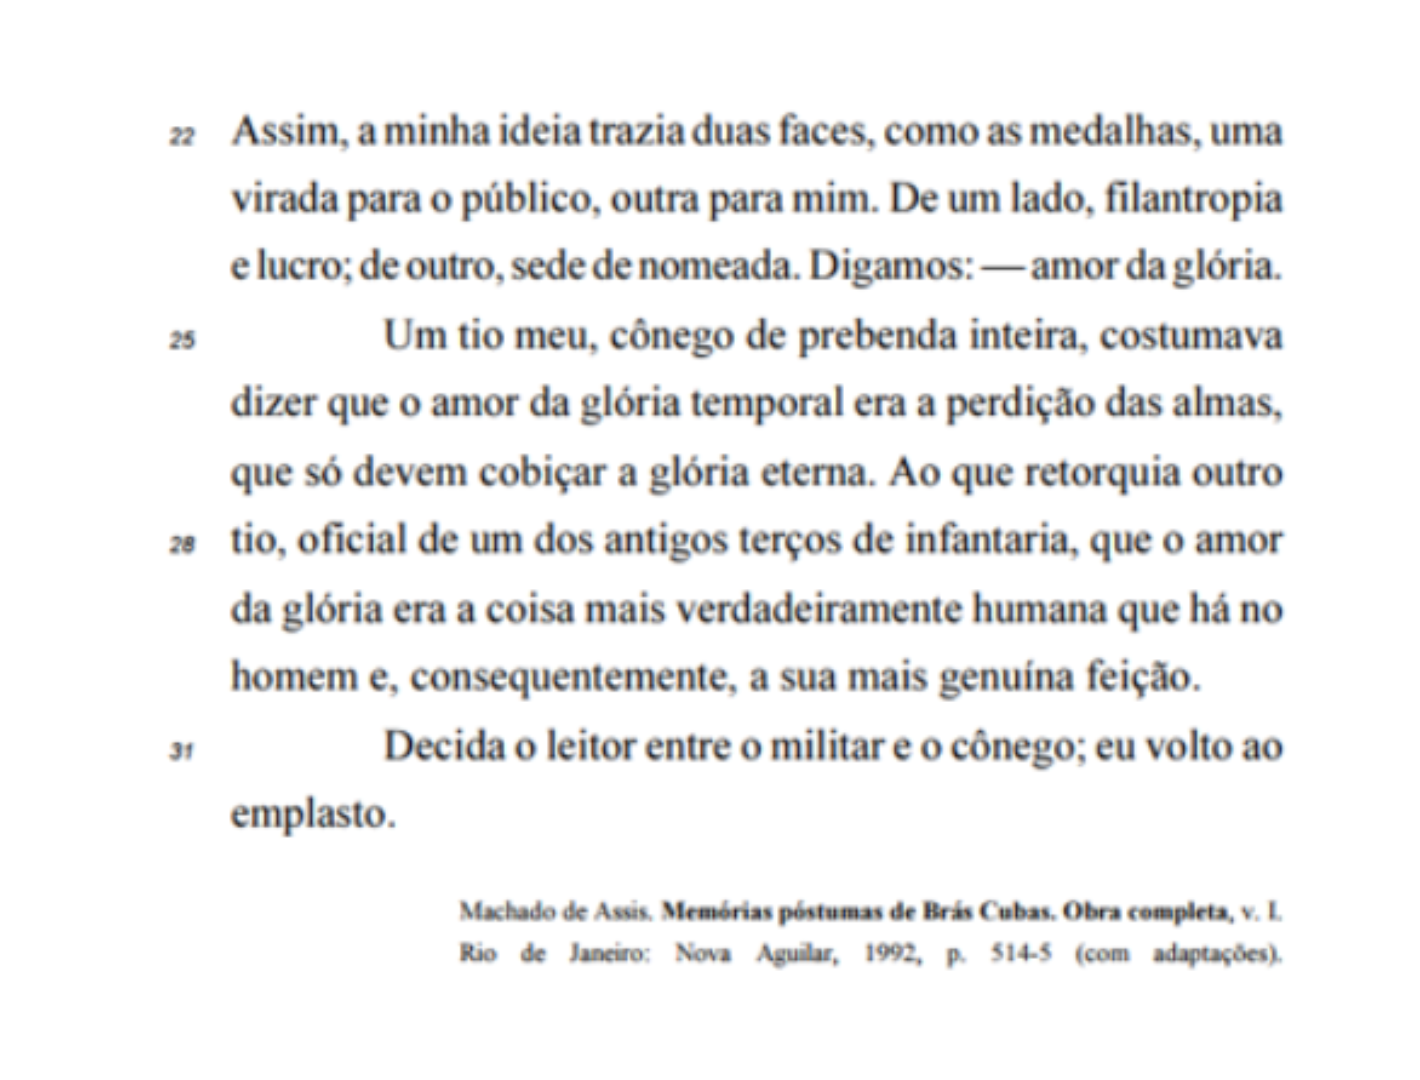 22 Assim, a minha ideia trazia duas faces, como as medalhas, uma
virada para o público, outra para mim. De um lado, filantropia
e lucro; de outro, sede de nomeada. Digamos: — amor da glória.
25 Um tio meu, cônego de prebenda inteira, costumava
dizer que o amor da glória temporal era a perdição das almas,
que só devem cobiçar a glória eterna. Ao que retorquia outro
28 tio, oficial de um dos antigos terços de infantaria, que o amor
da glória era a coisa mais verdadeiramente humana que há no
homem e, consequentemente, a sua mais genuína feição.
31 Decida o leitor entre o militar e o cônego; eu volto ao
emplasto.
Machado de Assis. Memórias póstumas de Brás Cubas. Obra completa, v. I.
Rio de Janeiro: Nova Aguilar, 1992, p. 514-5 (com adaptações).